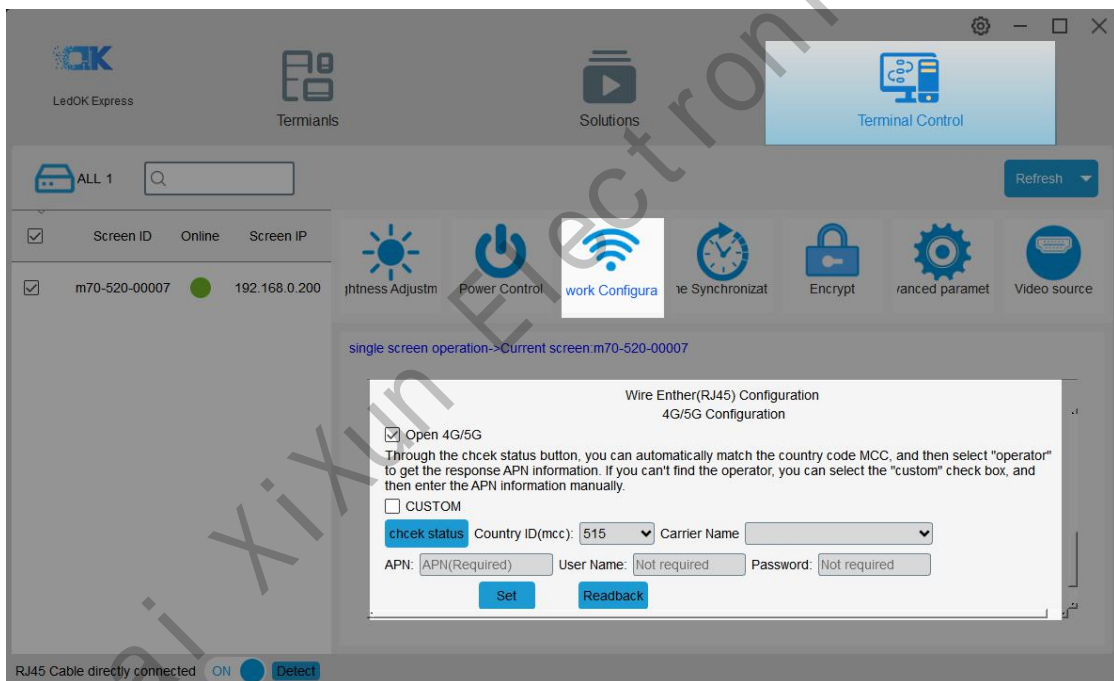 OK
LedOK Express
Termianls
Solutions
Terminal Control
ALL 1
Refresh
Screen ID Online Screen IP
m70-520-00007 192.168.0.200
ghtness Adjustm
Power Control
work Configura
ne Synchronizat
Encrypt
vanced paramet
Video source
single screen operation->Current screen:m70-520-00007
Wire Enther(RJ45) Configuration
4G/5G Configuration
Open 4G/5G
Through the chcek status button, you can automatically match the country code MCC, and then select "operator"
to get the response APN information. If you can't find the operator, you can select the "custom" check box, and
then enter the APN information manually.
CUSTOM
chcek status Country ID(mcc): 515 Carrier Name
APN: APN(Required) User Name: Not required Password: Not required
Set Readback
RJ45 Cable directly connected ON Detect
ai XiXun Electroni